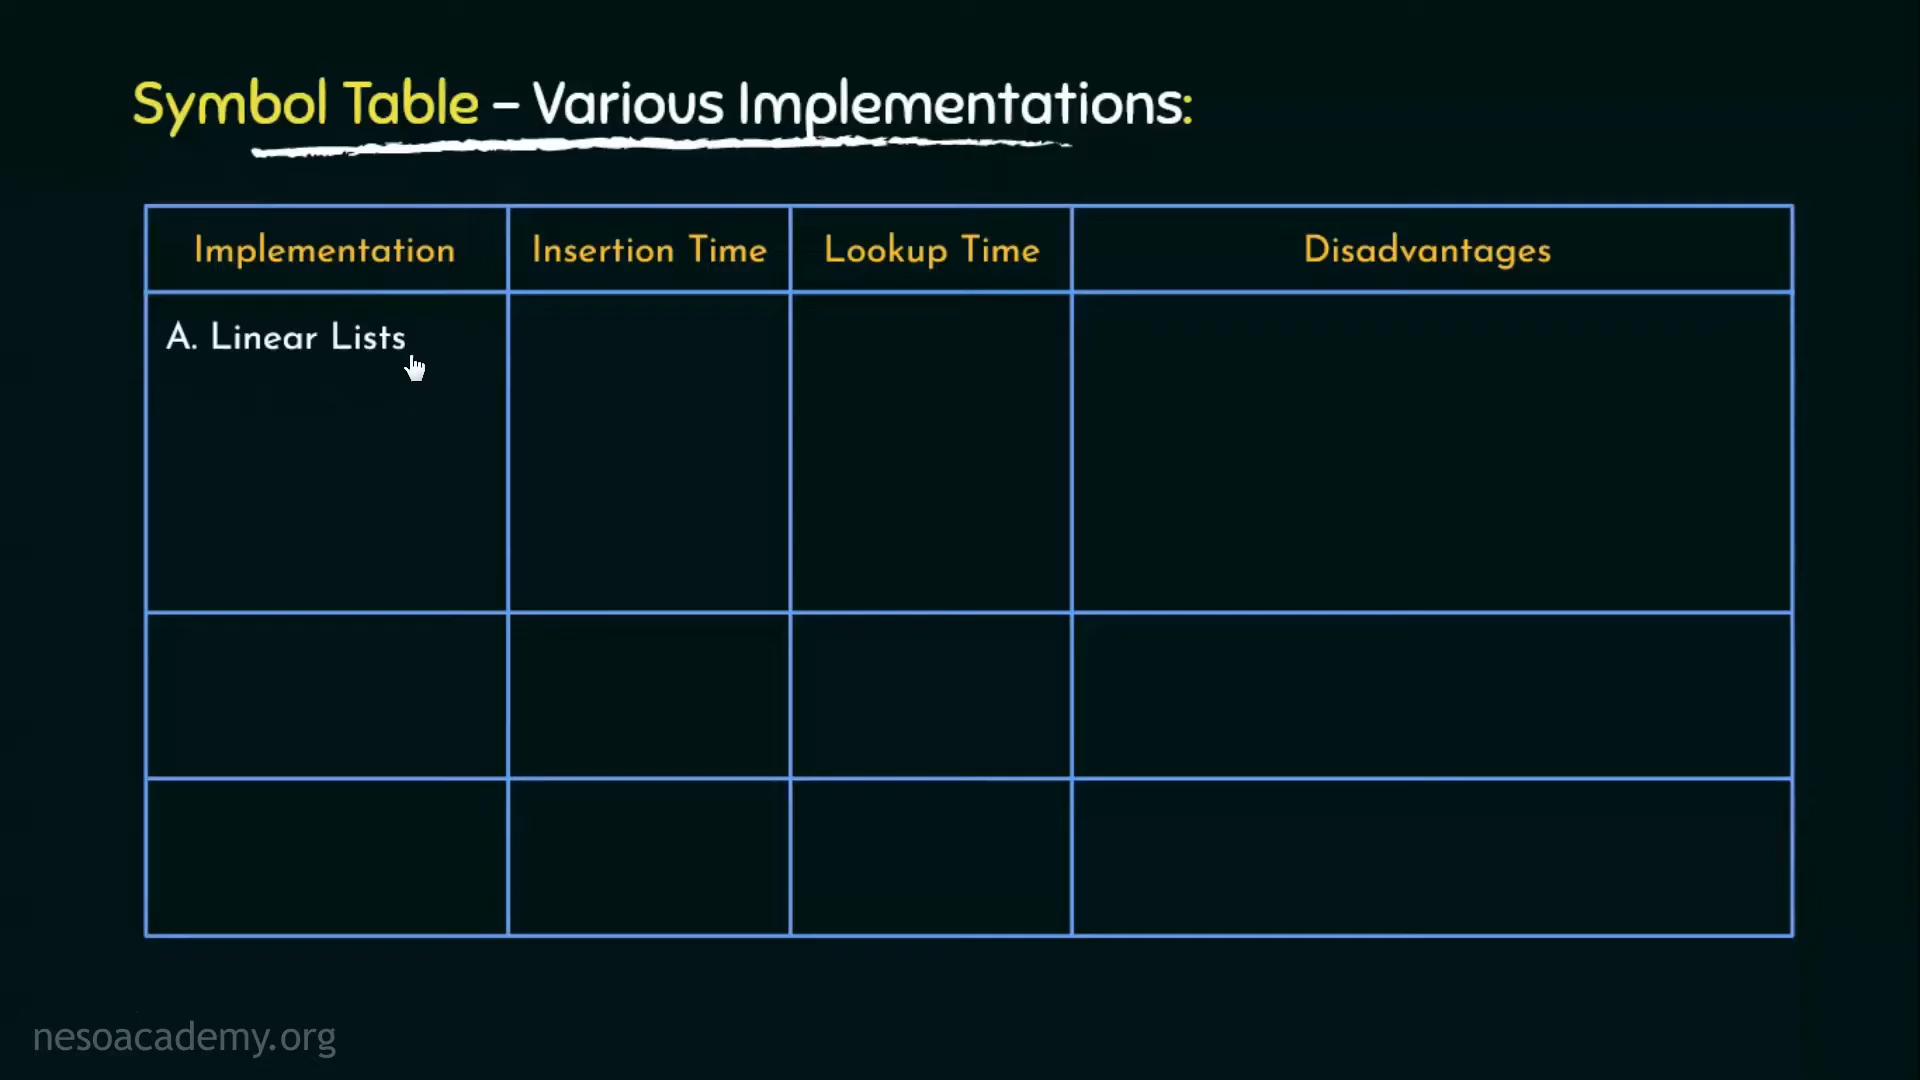 Symbol Table – Various Implementations:
Implementation Insertion Time Lookup Time Disadvantages
A. Linear Lists
nesoacademy.org